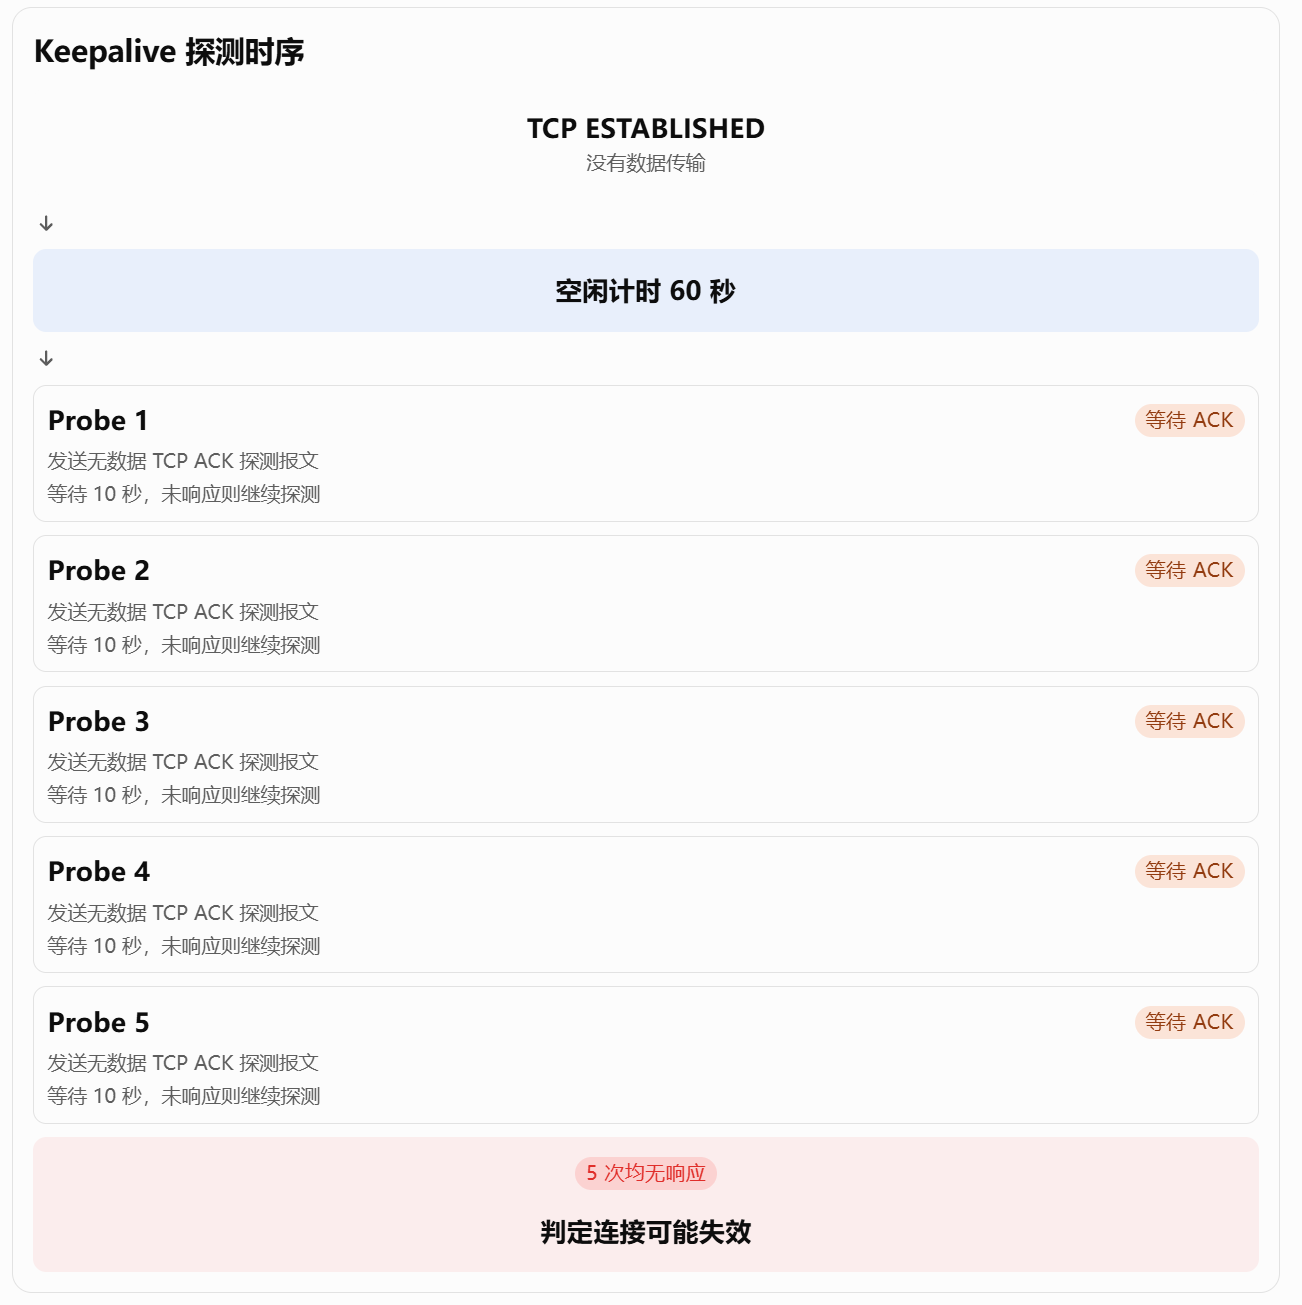 Keepalive 探测时序
TCP ESTABLISHED
没有数据传输
↓
空闲计时 60 秒
↓
Probe 1
等待 ACK
发送无数据 TCP ACK 探测报文
等待 10 秒，未响应则继续探测
Probe 2
等待 ACK
发送无数据 TCP ACK 探测报文
等待 10 秒，未响应则继续探测
Probe 3
等待 ACK
发送无数据 TCP ACK 探测报文
等待 10 秒，未响应则继续探测
Probe 4
等待 ACK
发送无数据 TCP ACK 探测报文
等待 10 秒，未响应则继续探测
Probe 5
等待 ACK
发送无数据 TCP ACK 探测报文
等待 10 秒，未响应则继续探测
5 次均无响应
判定连接可能失效